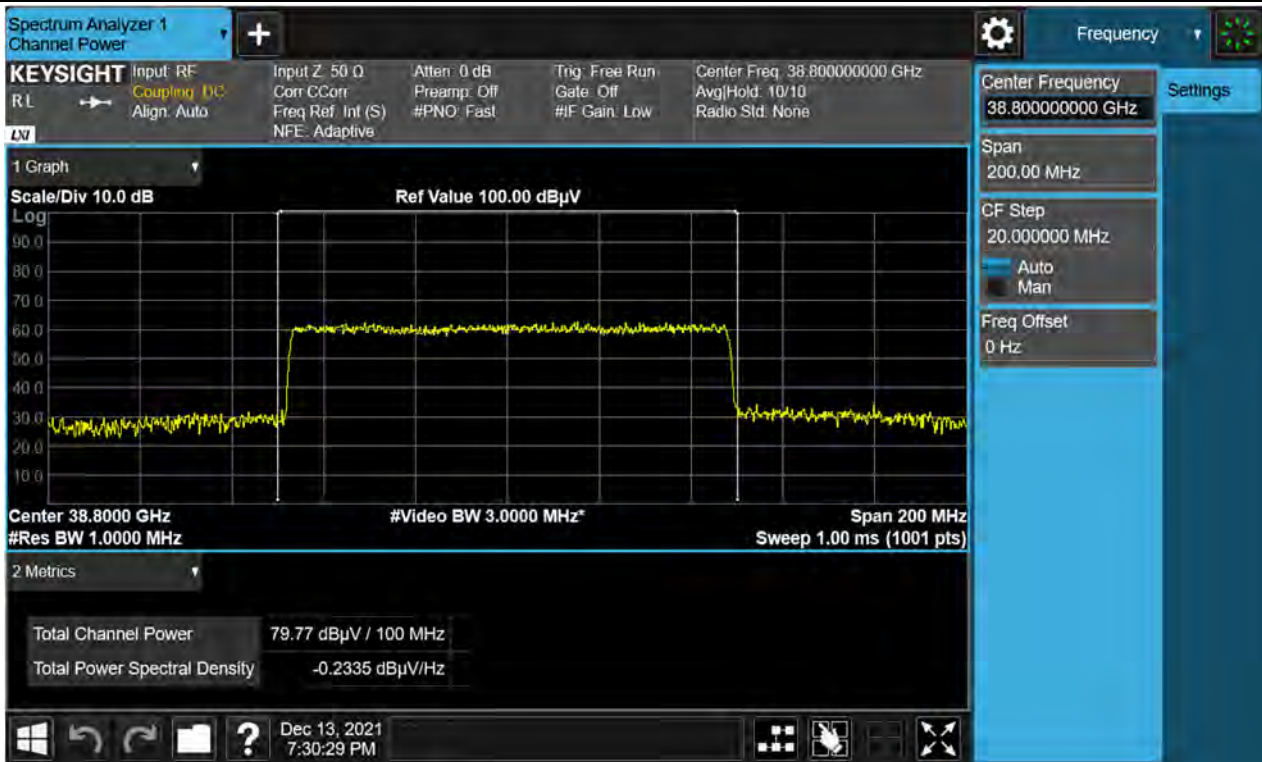 Spectrum Analyzer 1
Channel Power
+
Frequency
KEYSIGHT
RL
LXI
Input: RF
Coupling: DC
Align: Auto
Input Z: 50 Ω
Corr CCorr
Freq Ref: Int (S)
NFE: Adaptive
Atten: 0 dB
Preamp: Off
#PNO: Fast
Trig: Free Run
Gate: Off
#IF Gain: Low
Center Freq: 38.800000000 GHz
Avg|Hold: 10/10
Radio Std: None
Center Frequency
38.800000000 GHz
Settings
Span
200.00 MHz
CF Step
20.000000 MHz
Auto
Man
Freq Offset
0 Hz
1 Graph
Scale/Div 10.0 dB
Ref Value 100.00 dBµV
Log
90.0
80.0
70.0
60.0
50.0
40.0
30.0
20.0
10.0
Center 38.8000 GHz
#Video BW 3.0000 MHz*
Span 200 MHz
#Res BW 1.0000 MHz
Sweep 1.00 ms (1001 pts)
2 Metrics
Total Channel Power 79.77 dBµV / 100 MHz
Total Power Spectral Density -0.2335 dBµV/Hz
?
Dec 13, 2021
7:30:29 PM